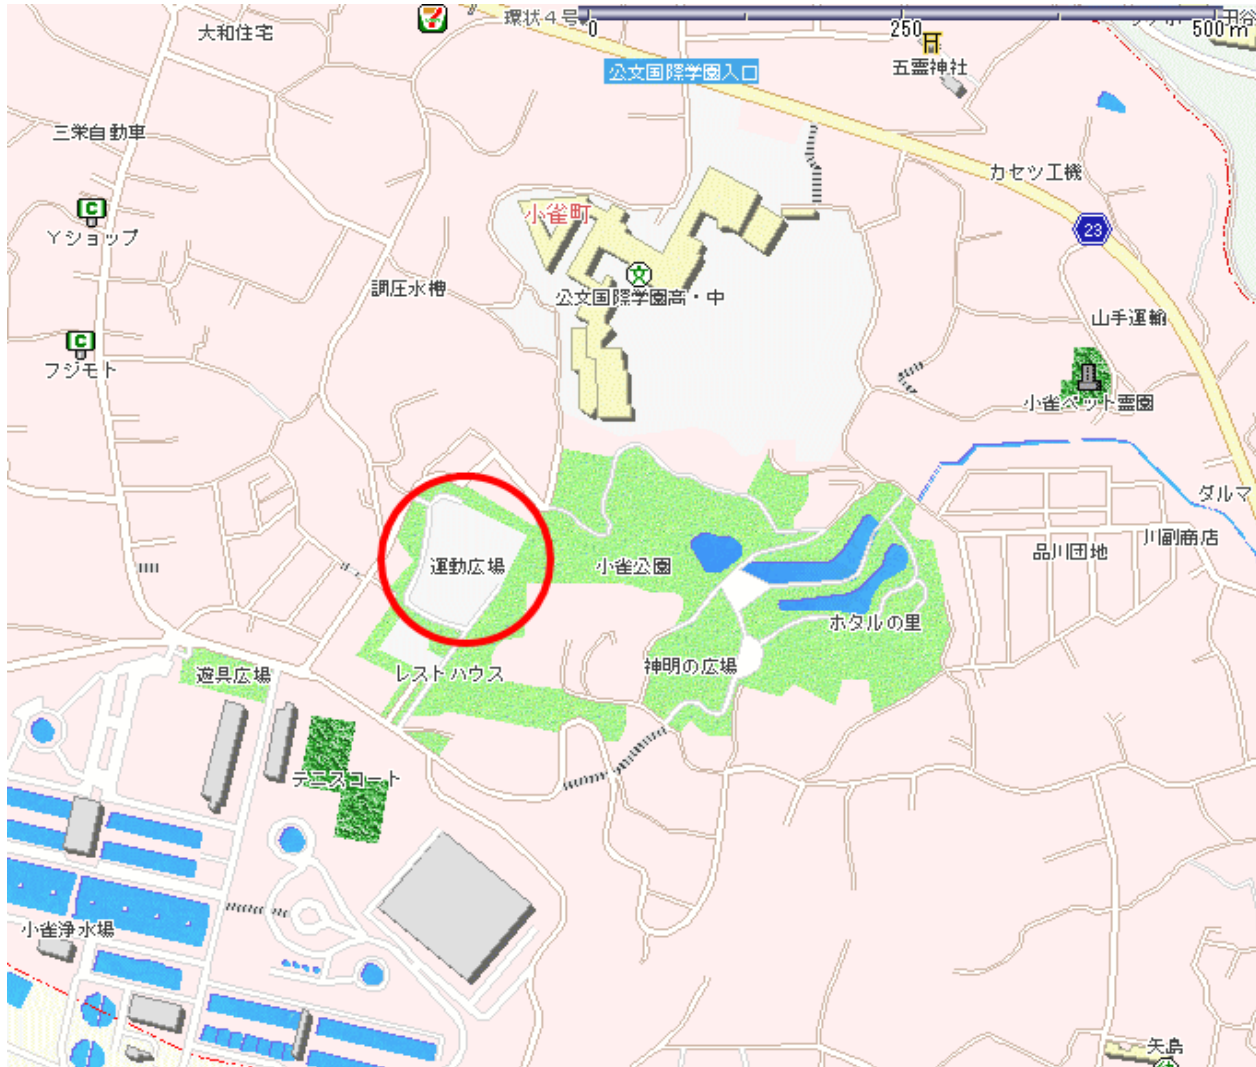 環状４号
0
250
500m
大和住宅
公文国際学園入口
五霊神社
三栄自動車
カセツ工機
C
Ｙショップ
小雀町
23
文
公文国際学園高・中
調圧水槽
山手運輸
C
フジモト
小雀ペット霊園
ダルマ
運動広場
小雀公園
品川団地
川副商店
ホタルの里
遊具広場
レストハウス
神明の広場
テニスコート
小雀浄水場
矢島